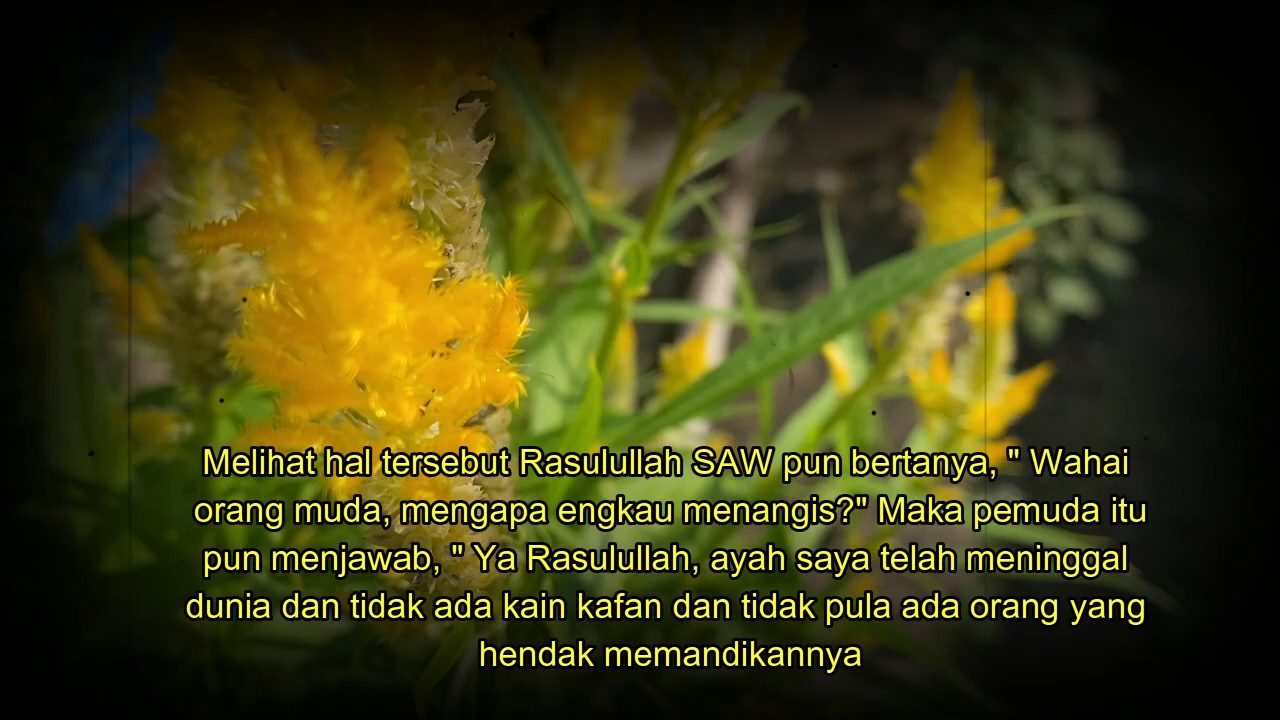 Melihat hal tersebut Rasulullah SAW pun bertanya, " Wahai
orang muda, mengapa engkau menangis?" Maka pemuda itu
pun menjawab, " Ya Rasulullah, ayah saya telah meninggal
dunia dan tidak ada kain kafan dan tidak pula ada orang yang
hendak memandikannya